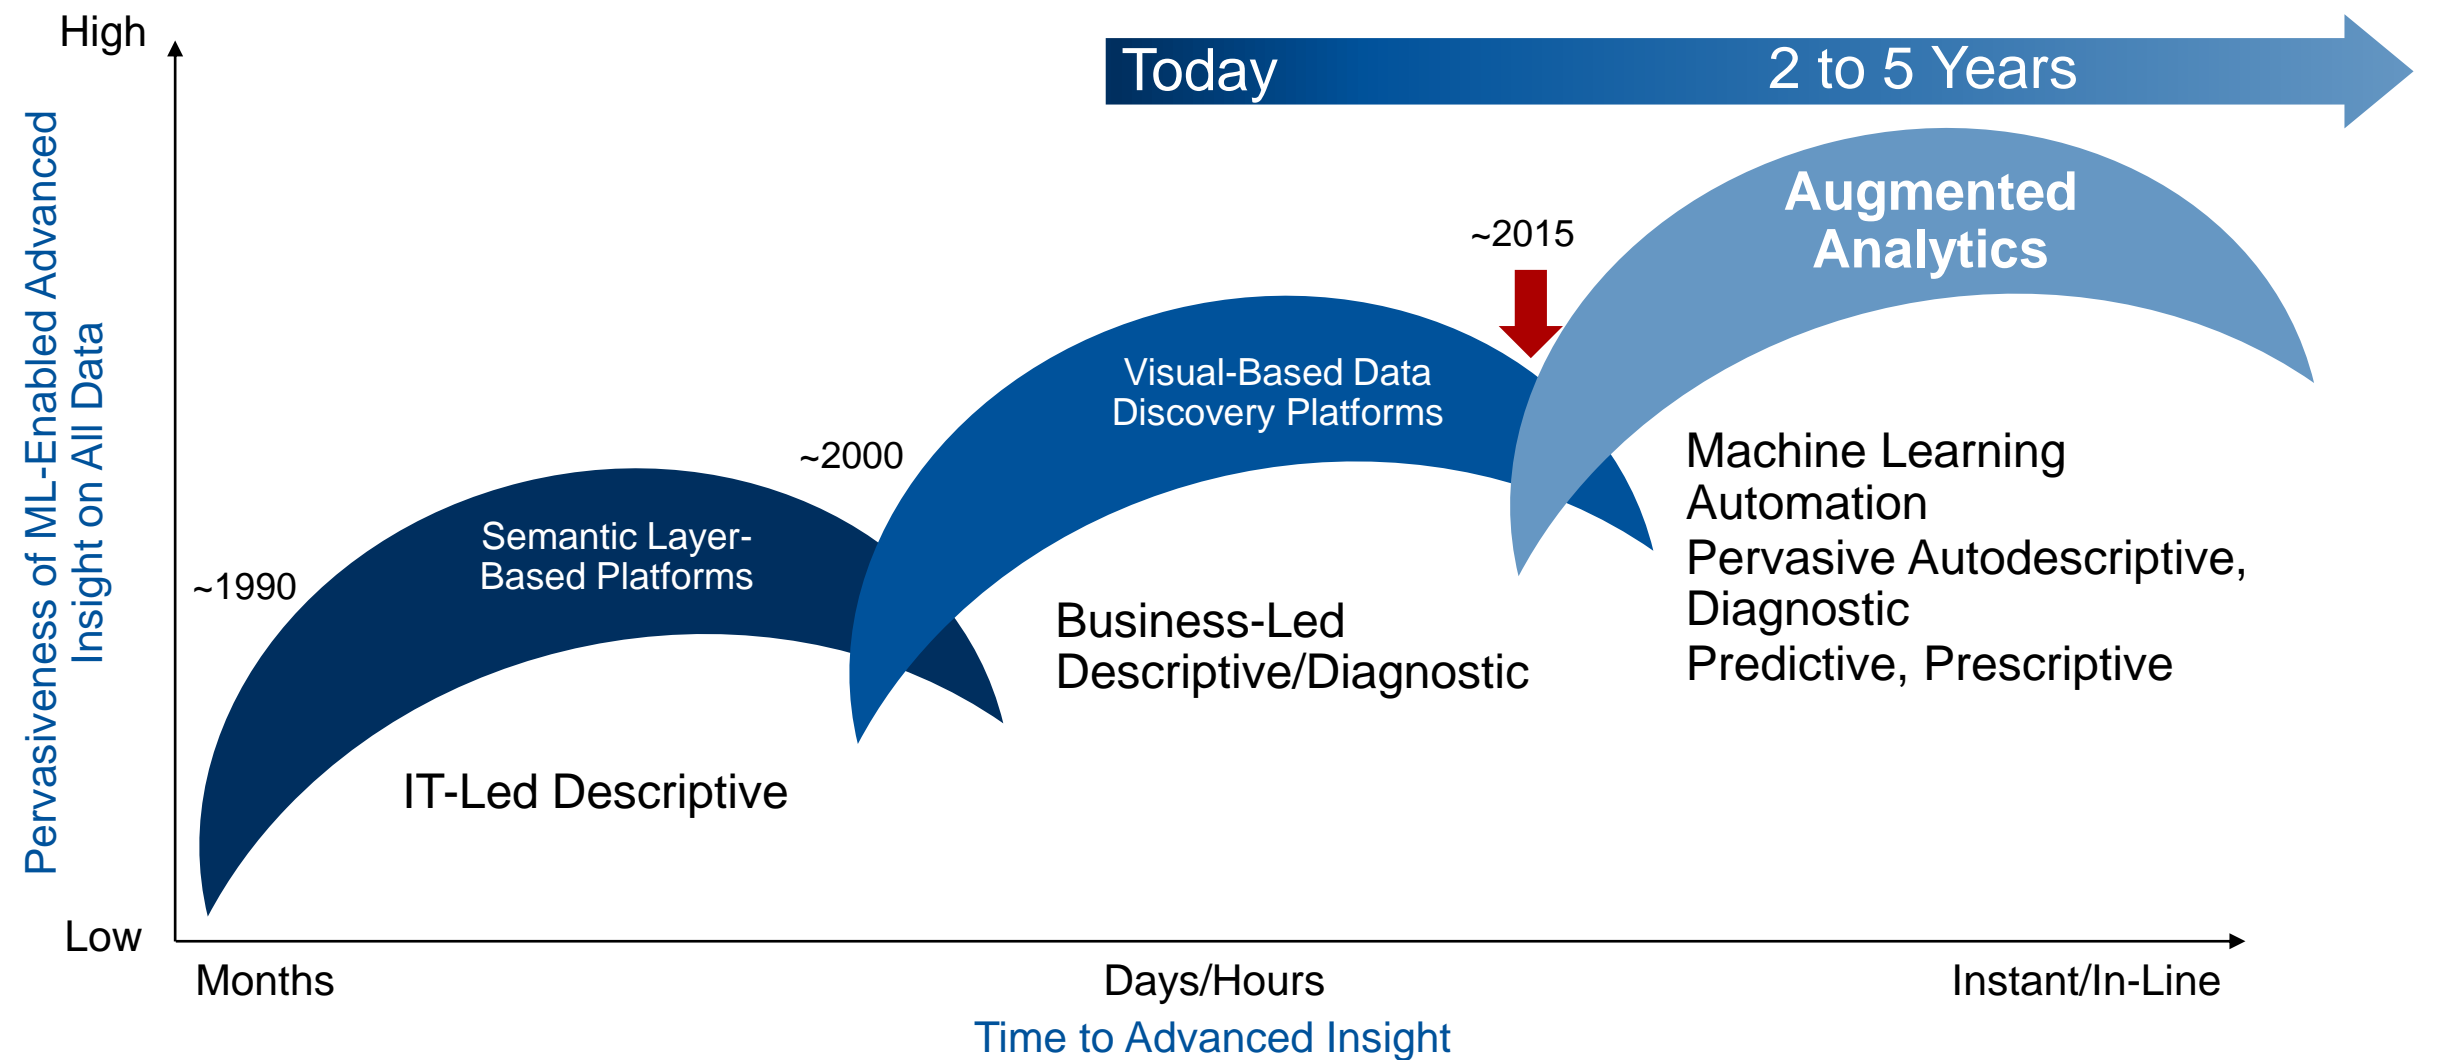 High
Today
2 to 5 Years
Pervasiveness of ML-Enabled Advanced
Insight on All Data
Augmented
Analytics
~2015
Visual-Based Data
Discovery Platforms
~2000
Semantic Layer-
Based Platforms
~1990
Machine Learning
Automation
Pervasive Autodescriptive,
Diagnostic
Predictive, Prescriptive
Business-Led
Descriptive/Diagnostic
IT-Led Descriptive
Low
Months
Days/Hours
Instant/In-Line
Time to Advanced Insight